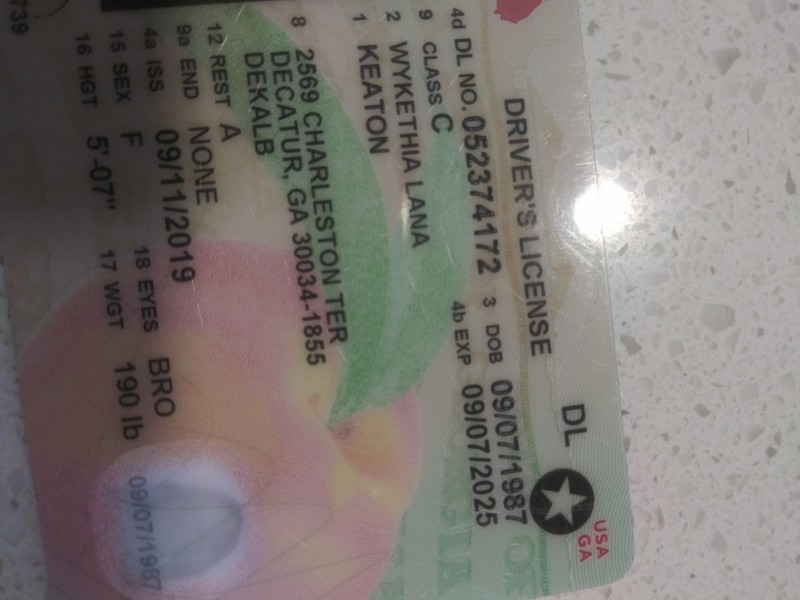 USA
GA
DRIVER'S LICENSE DL
4d DL NO. 052374172 3 DOB 09/07/1987
9 CLASS C 4b EXP 09/07/2025
2 WYKETHIA LANA
1 KEATON
8 2569 CHARLESTON TER
DECATUR, GA 30034-1855
DEKALB
12 REST A
9a END NONE
4a ISS 09/11/2019
15 SEX F 18 EYES BRO
16 HGT 5'-07" 17 WGT 190 lb
09/07/1987
739